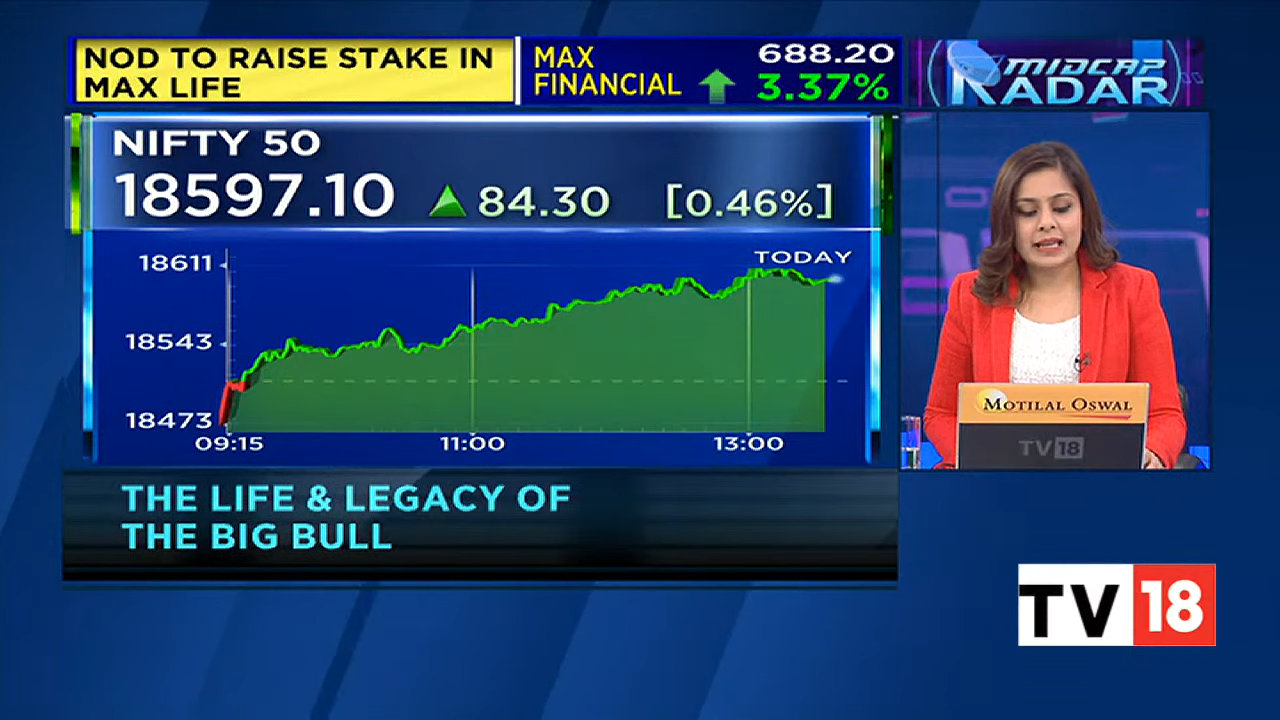 NOD TO RAISE STAKE IN
MAX LIFE
MAX
FINANCIAL
688.20
3.37%
MIDCAP
RADAR
NIFTY 50
18597.10
84.30
[0.46%]
TODAY
18611
18543
18473
09:15
11:00
13:00
MOTILAL OSWAL
TV18
THE LIFE & LEGACY OF
THE BIG BULL
TV18